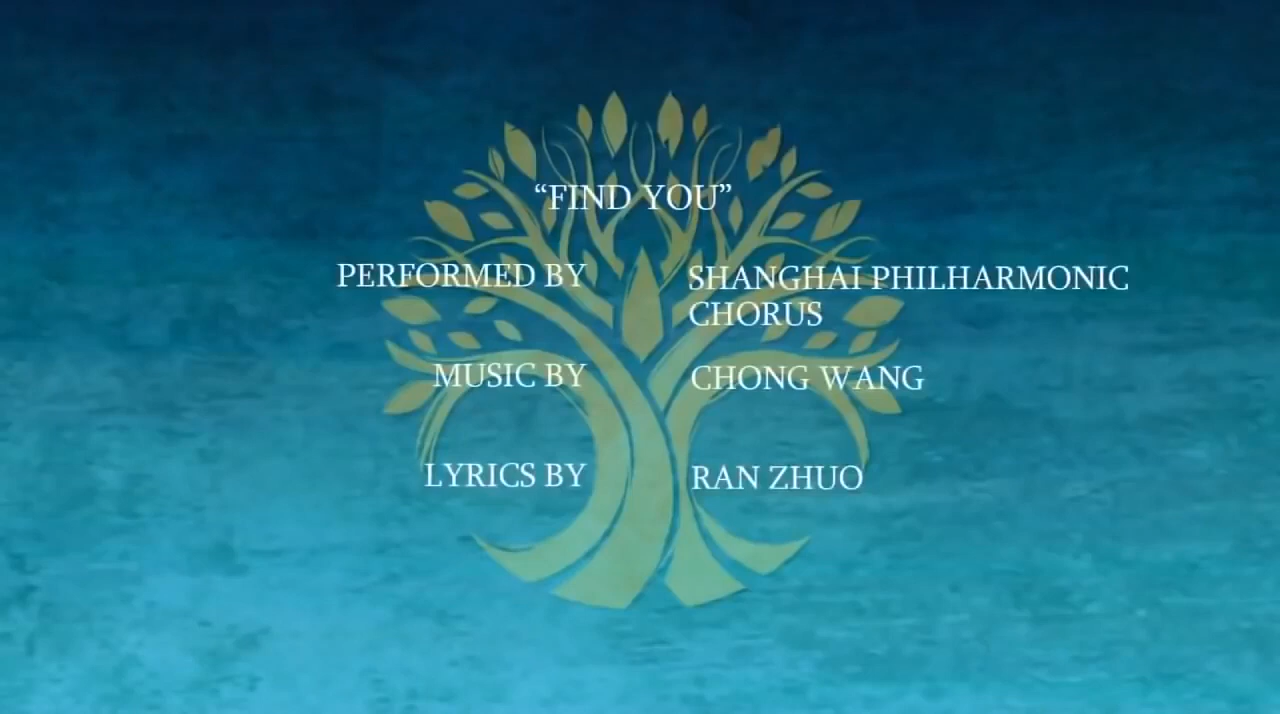 “FIND YOU”
PERFORMED BY SHANGHAI PHILHARMONIC
CHORUS
MUSIC BY CHONG WANG
LYRICS BY RAN ZHUO